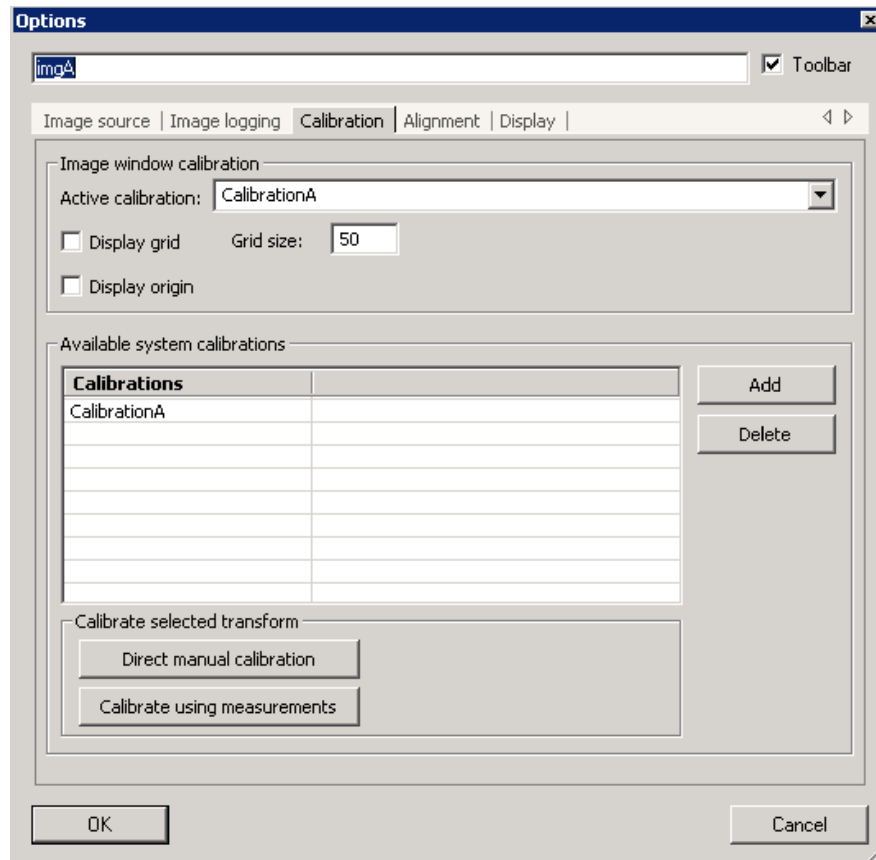 Options
imgA
Toolbar
Image source | Image logging Calibration | Alignment | Display |
Image window calibration
Active calibration: CalibrationA
Display grid Grid size: 50
Display origin
Available system calibrations
Calibrations
CalibrationA
Add
Delete
Calibrate selected transform
Direct manual calibration
Calibrate using measurements
OK Cancel